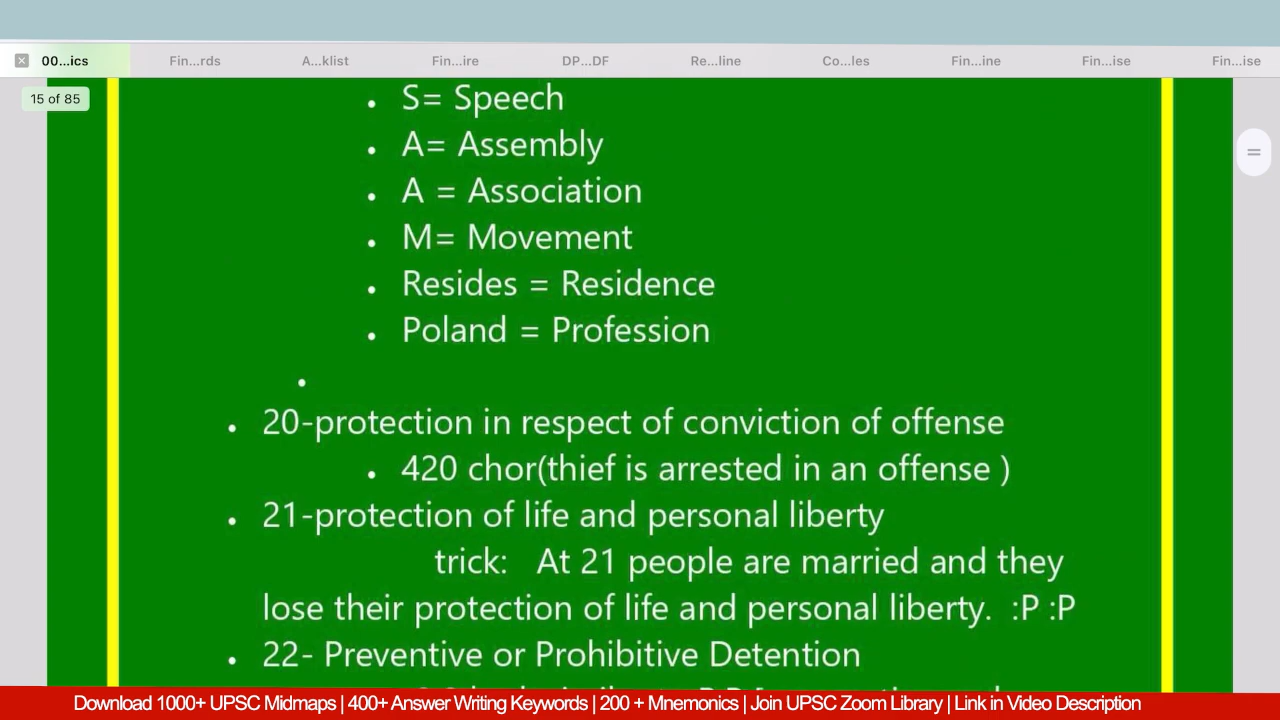 00...ics
Fin...rds
A...klist
Fin...ire
DP...DF
Re...line
Co...les
Fin...ine
Fin...ise
Fin...ise
15 of 85
• S= Speech
• A= Assembly
• A = Association
• M= Movement
• Resides = Residence
• Poland = Profession
•
• 20-protection in respect of conviction of offense
• 420 chor(thief is arrested in an offense )
• 21-protection of life and personal liberty
trick: At 21 people are married and they
lose their protection of life and personal liberty. :P :P
• 22- Preventive or Prohibitive Detention
Download 1000+ UPSC Midmaps | 400+ Answer Writing Keywords | 200 + Mnemonics | Join UPSC Zoom Library | Link in Video Description